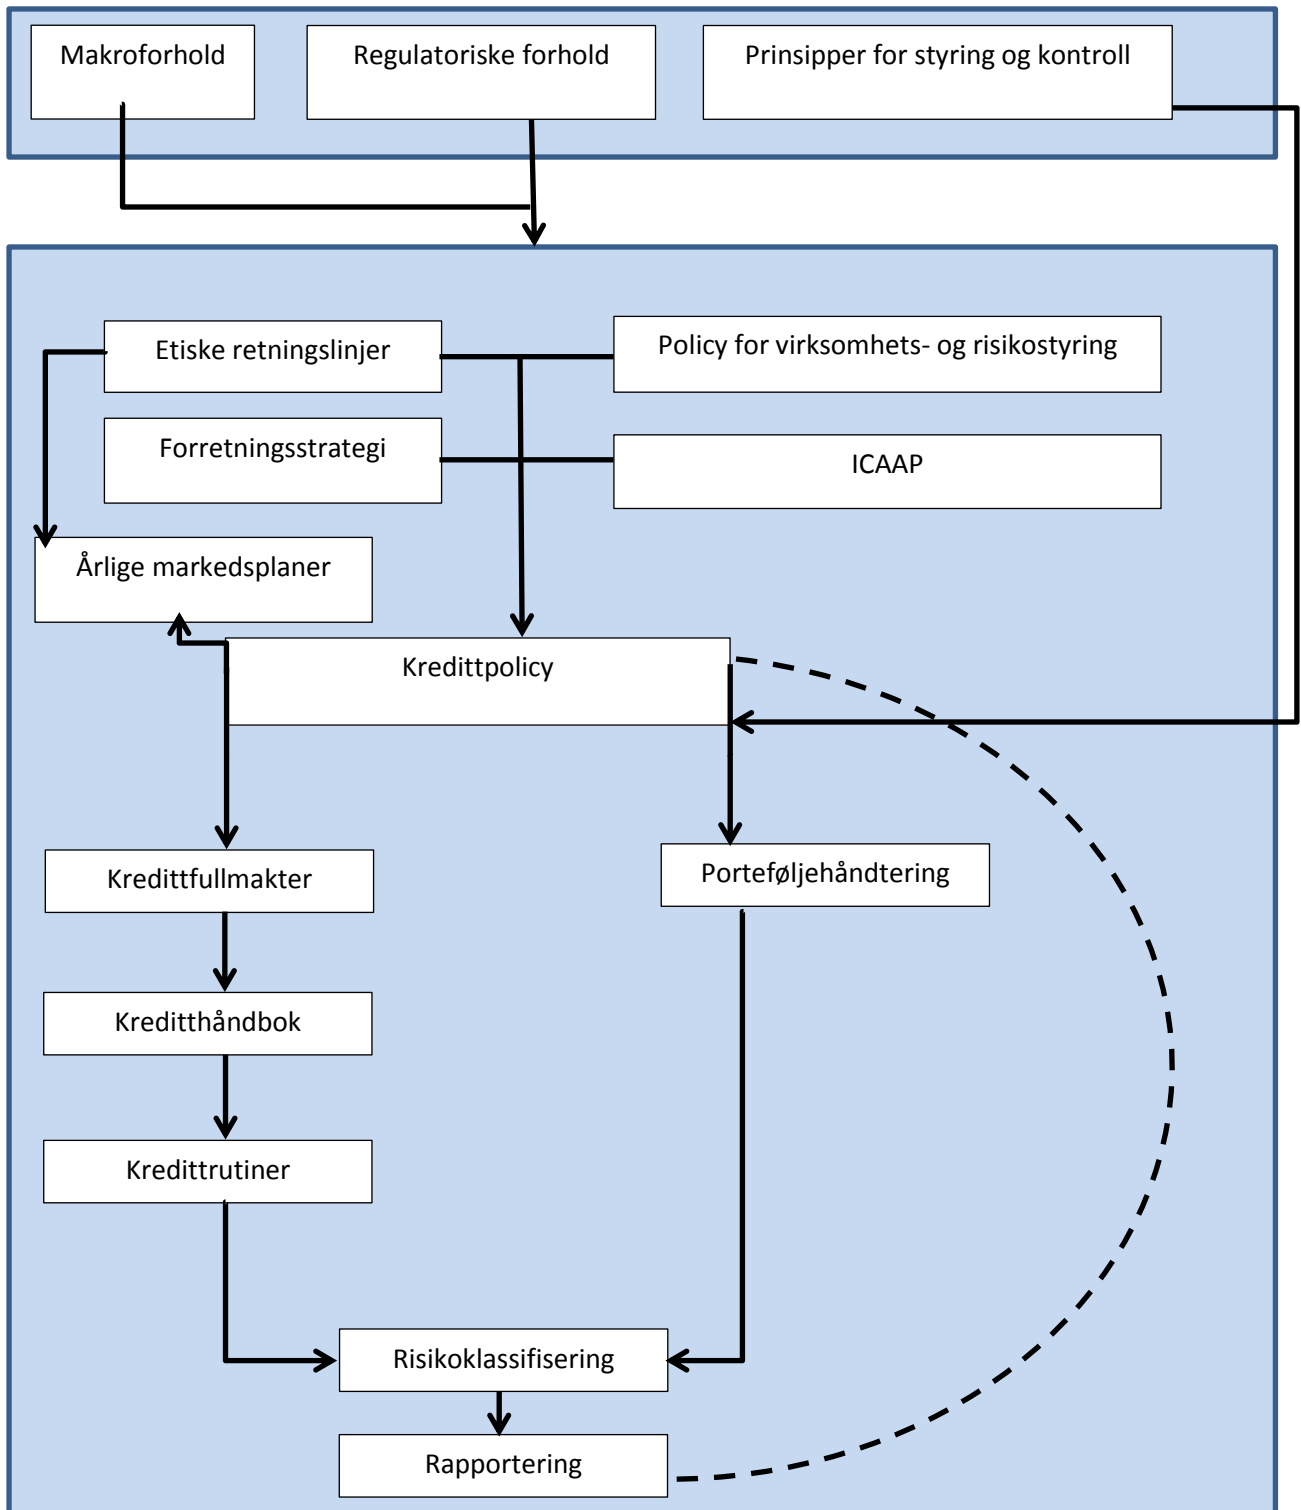 Makroforhold
Regulatoriske forhold
Prinsipper for styring og kontroll
Etiske retningslinjer
Policy for virksomhets- og risikostyring
Forretningsstrategi
ICAAP
Årlige markedsplaner
Kredittpolicy
Kredittfullmakter
Porteføljehåndtering
Kreditthåndbok
Kredittrutiner
Risikoklassifisering
Rapportering